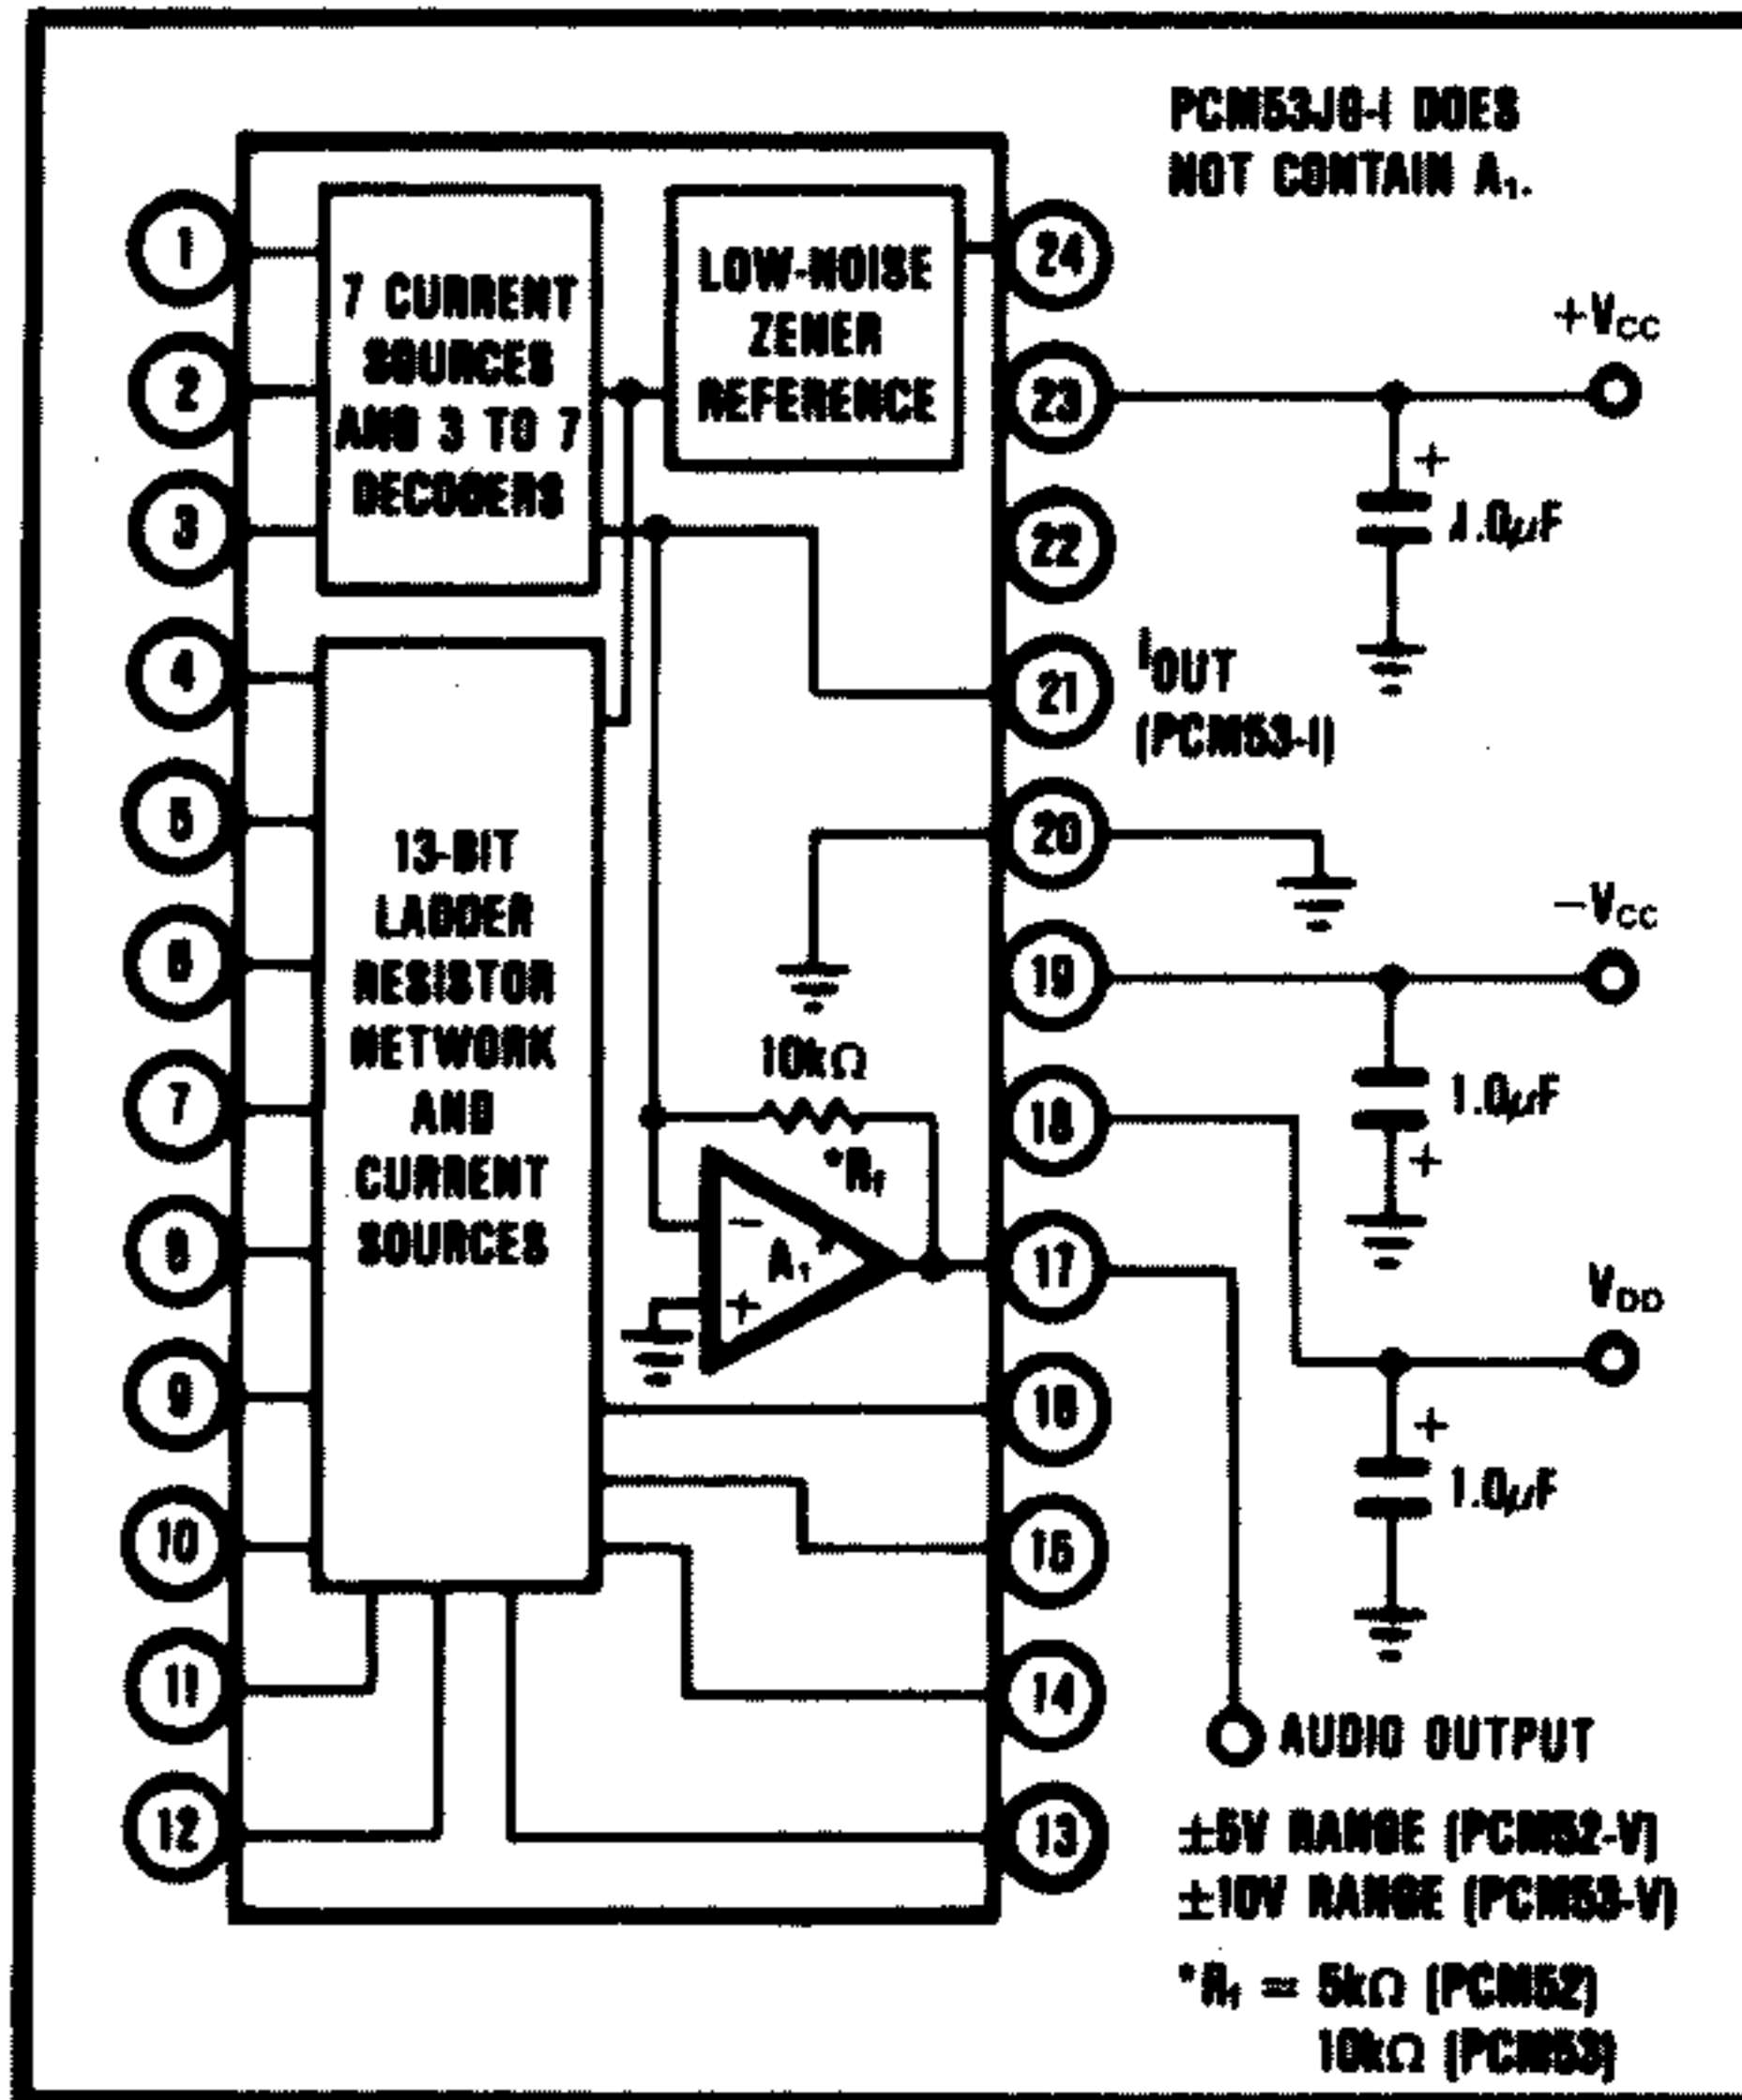 PCM53JG-I DOES
NOT CONTAIN A₁.
1
2
3
4
5
6
7
8
9
10
11
12
7 CURRENT
SOURCES
AND 3 TO 7
DECODERS
LOW-NOISE
ZENER
REFERENCE
13-BIT
LADDER
RESISTOR
NETWORK
AND
CURRENT
SOURCES
10kΩ
*Rf
−
A₁
+
24
23
22
21
20
19
18
17
16
15
14
13
+VCC
+
1.0µF
IOUT
(PCM53-I)
−VCC
1.0µF
+
VDD
+
1.0µF
AUDIO OUTPUT
±5V RANGE (PCM52-V)
±10V RANGE (PCM53-V)
*Rf = 5kΩ (PCM52)
10kΩ (PCM53)